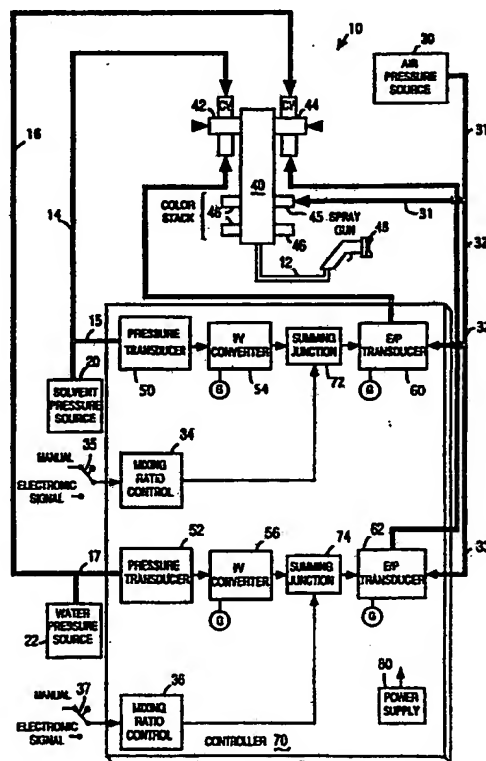 10
30
AIR
PRESSURE
SOURCE
42
CV
CV
44
16
31
14
40
COLOR
STACK
48
45
SPRAY
GUN
48
31
46
12
32
15
PRESSURE
TRANSDUCER
50
I/V
CONVERTER
54
SUMMING
JUNCTION
72
E/P
TRANSDUCER
60
32
G
G
20
SOLVENT
PRESSURE
SOURCE
MANUAL
35
ELECTRONIC
SIGNAL
34
MIXING
RATIO
CONTROL
52
PRESSURE
TRANSDUCER
56
I/V
CONVERTER
74
SUMMING
JUNCTION
62
E/P
TRANSDUCER
33
17
G
G
WATER
PRESSURE
SOURCE
22
MANUAL
37
ELECTRONIC
SIGNAL
36
MIXING
RATIO
CONTROL
80
POWER
SUPPLY
CONTROLLER 70